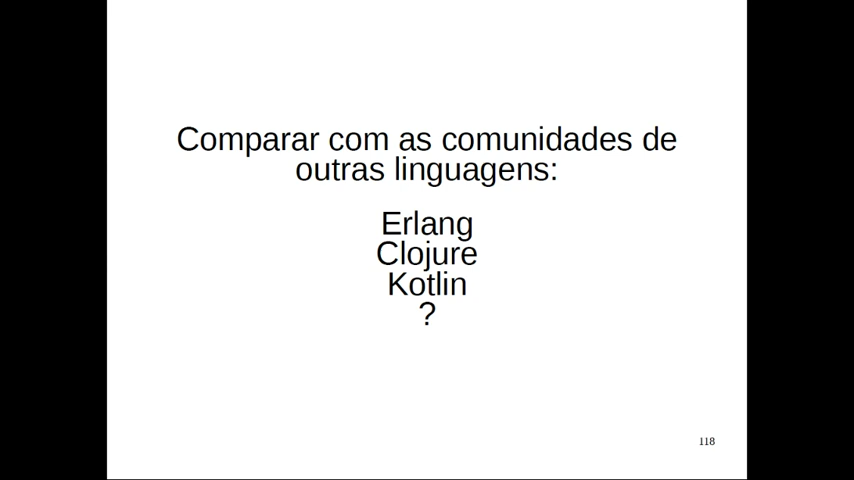 Comparar com as comunidades de
outras linguagens:
Erlang
Clojure
Kotlin
?
118